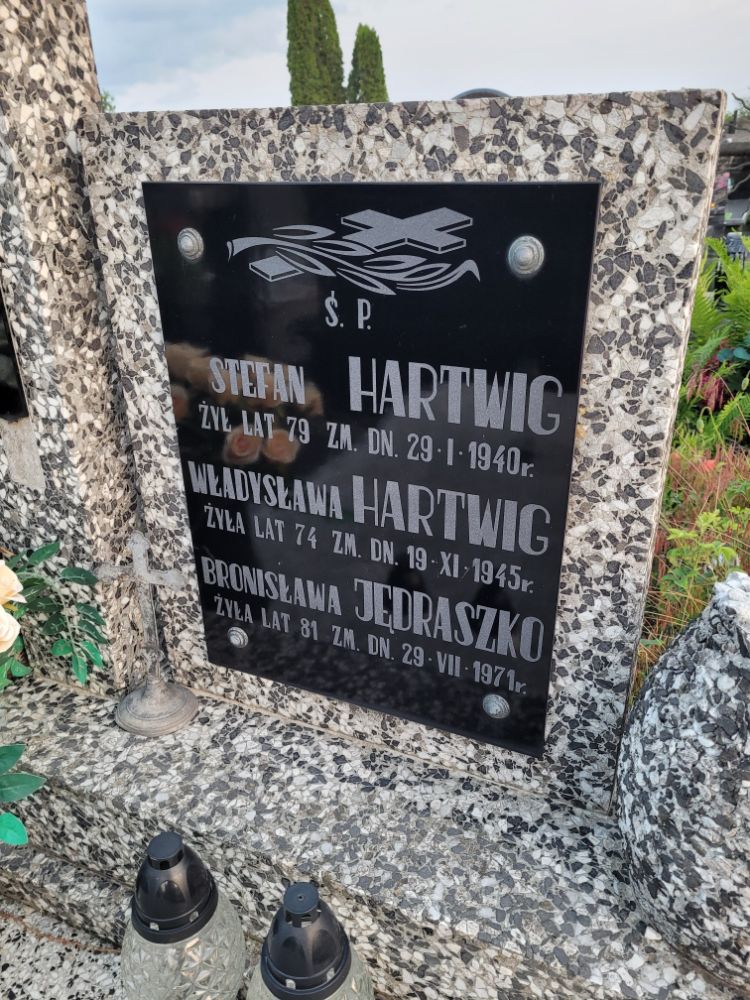 Ś. P.
STEFAN HARTWIG
ŻYŁ LAT 79 ZM. DN. 29·I·1940r.
WŁADYSŁAWA HARTWIG
ŻYŁA LAT 74 ZM. DN. 19·XI·1945r.
BRONISŁAWA JĘDRASZKO
ŻYŁA LAT 81 ZM. DN. 29·VII·1971r.